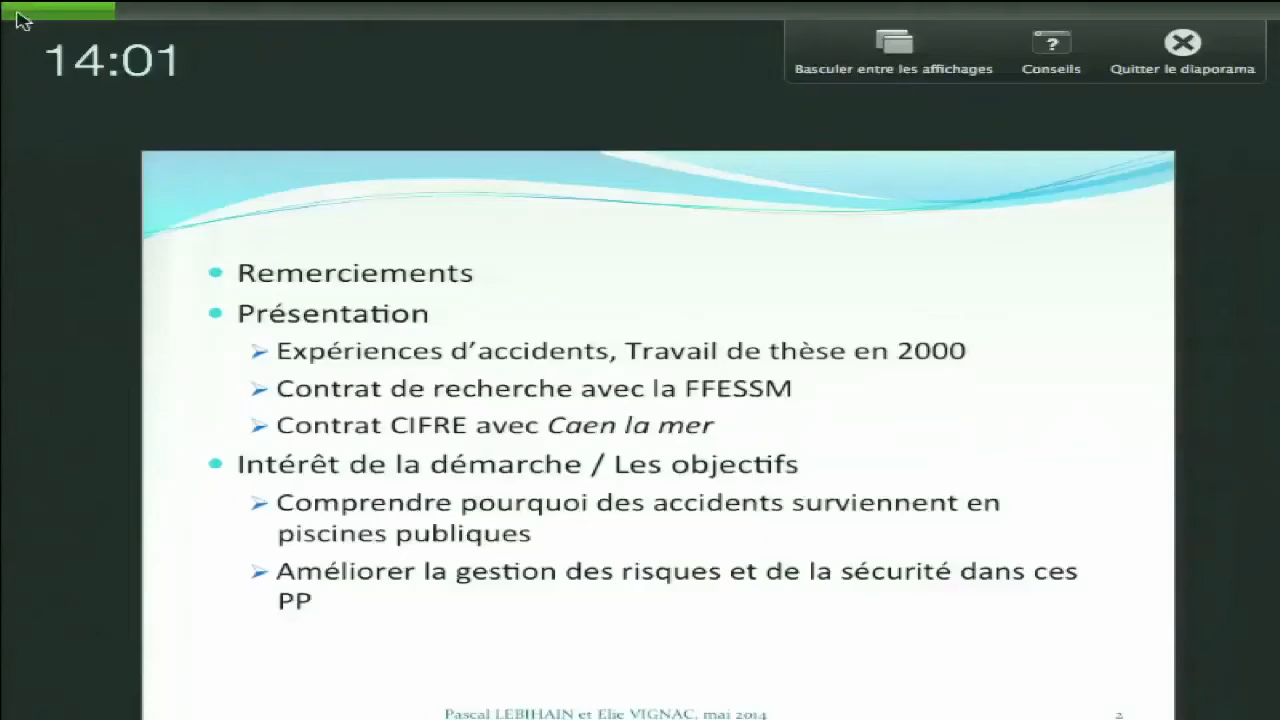 14:01
Basculer entre les affichages
Conseils
Quitter le diaporama
Remerciements
Présentation
Expériences d'accidents, Travail de thèse en 2000
Contrat de recherche avec la FFESSM
Contrat CIFRE avec Caen la mer
Intérêt de la démarche / Les objectifs
Comprendre pourquoi des accidents surviennent en
piscines publiques
Améliorer la gestion des risques et de la sécurité dans ces
PP
Pascal LEBIHAIN et Elie VIGNAC, mai 2014
2